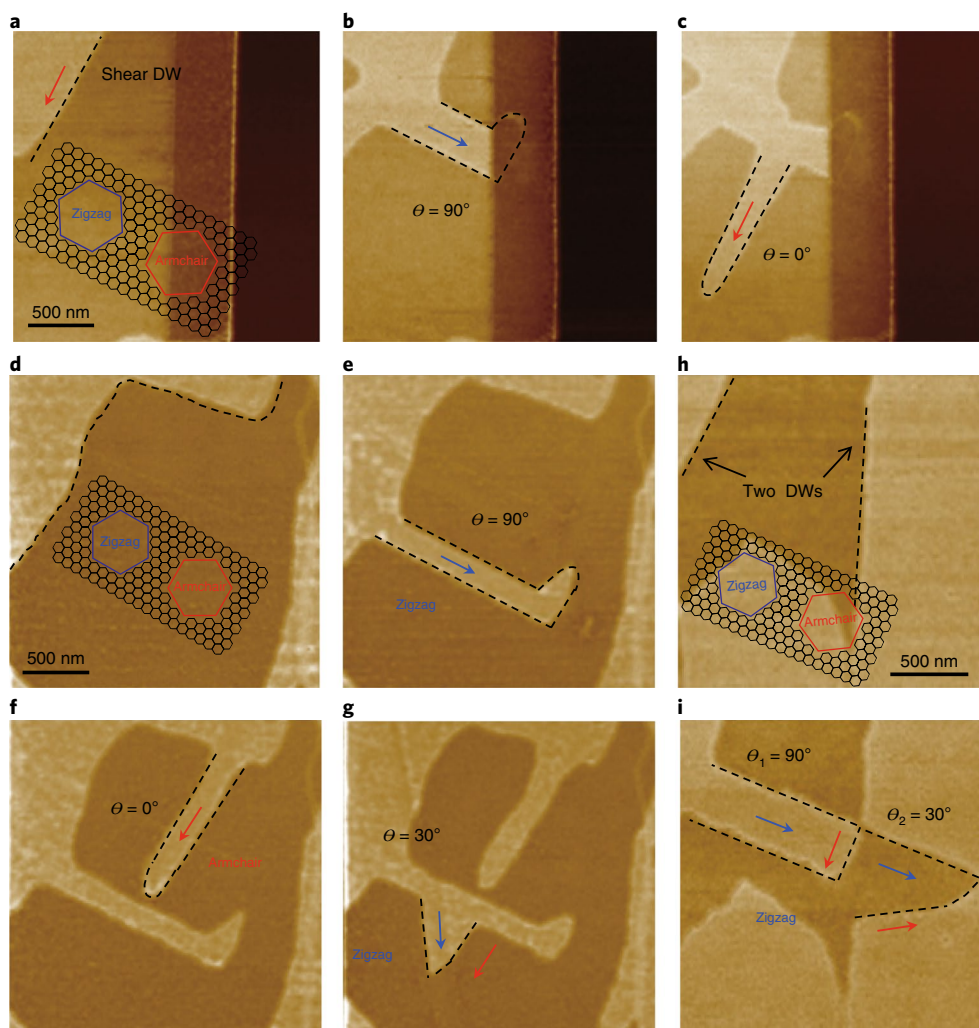 a
Shear DW
Zigzag
Armchair
500 nm
b
Θ = 90°
c
Θ = 0°
d
Zigzag
Armchair
500 nm
e
Θ = 90°
Zigzag
h
Two DWs
Zigzag
Armchair
500 nm
f
Θ = 0°
Armchair
g
Θ = 30°
Zigzag
i
Θ₁ = 90°
Θ₂ = 30°
Zigzag